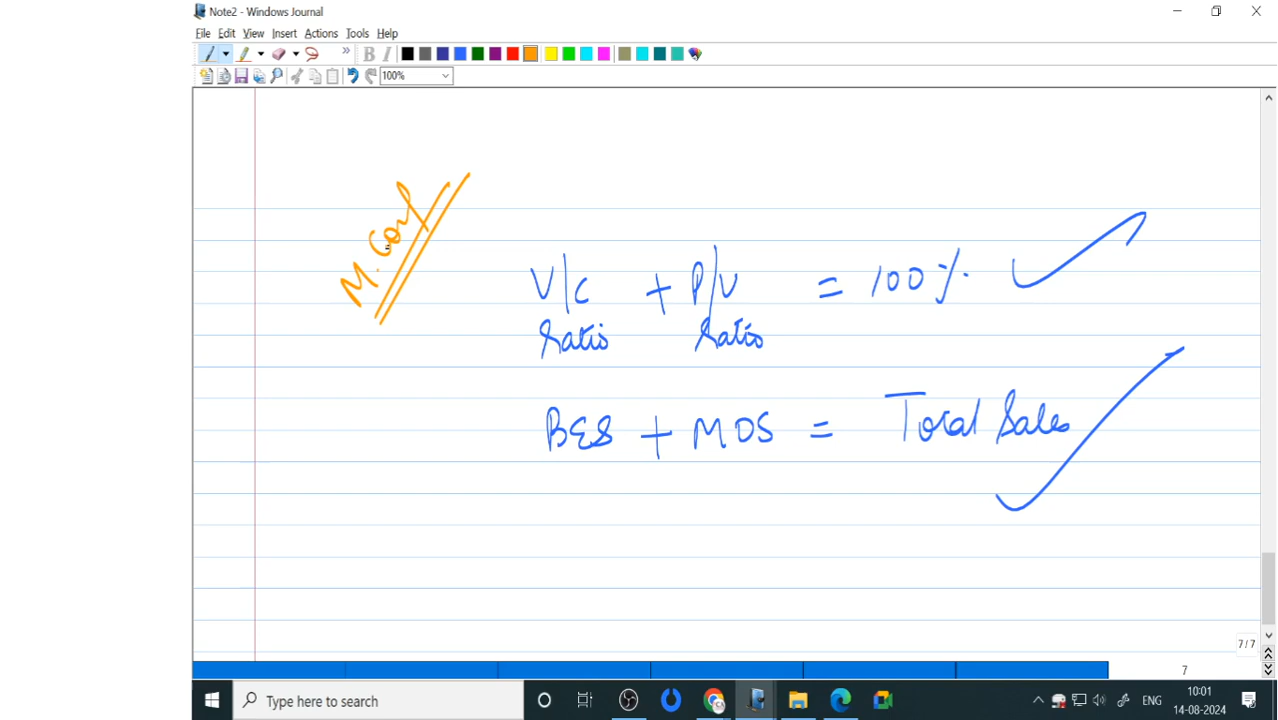 Note2 - Windows Journal
File Edit View Insert Actions Tools Help
B I
100%
M. Cost
V/c + P/V = 100%
Ratio Ratio
BES + MOS = Total Sales
7/7
7
Type here to search
ENG
10:01
14-08-2024